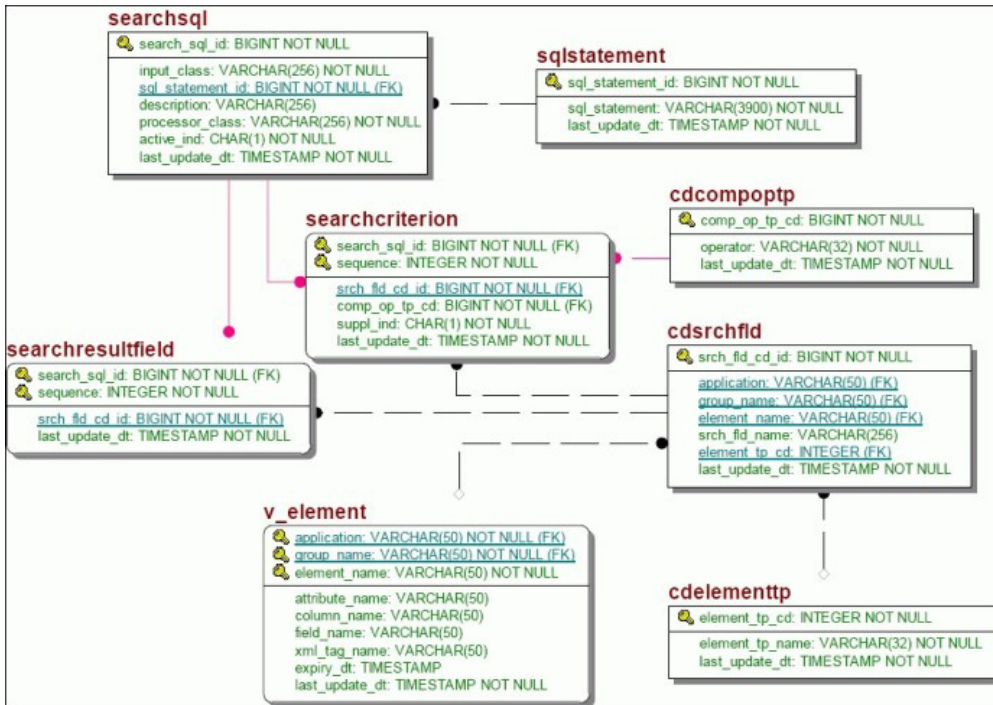 searchsql
search_sql_id: BIGINT NOT NULL
input_class: VARCHAR(256) NOT NULL
sql_statement_id: BIGINT NOT NULL (FK)
description: VARCHAR(256)
processor_class: VARCHAR(256) NOT NULL
active_ind: CHAR(1) NOT NULL
last_update_dt: TIMESTAMP NOT NULL
sqlstatement
sql_statement_id: BIGINT NOT NULL
sql_statement: VARCHAR(3900) NOT NULL
last_update_dt: TIMESTAMP NOT NULL
searchcriterion
search_sql_id: BIGINT NOT NULL (FK)
sequence: INTEGER NOT NULL
srch_fld_cd_id: BIGINT NOT NULL (FK)
comp_op_tp_cd: BIGINT NOT NULL (FK)
suppl_ind: CHAR(1) NOT NULL
last_update_dt: TIMESTAMP NOT NULL
cdcompoptp
comp_op_tp_cd: BIGINT NOT NULL
operator: VARCHAR(32) NOT NULL
last_update_dt: TIMESTAMP NOT NULL
searchresultfield
search_sql_id: BIGINT NOT NULL (FK)
sequence: INTEGER NOT NULL
srch_fld_cd_id: BIGINT NOT NULL (FK)
last_update_dt: TIMESTAMP NOT NULL
cdsrchfld
srch_fld_cd_id: BIGINT NOT NULL
application: VARCHAR(50) (FK)
group_name: VARCHAR(50) (FK)
element_name: VARCHAR(50) (FK)
srch_fld_name: VARCHAR(256)
element_tp_cd: INTEGER (FK)
last_update_dt: TIMESTAMP NOT NULL
v_element
application: VARCHAR(50) NOT NULL (FK)
group_name: VARCHAR(50) NOT NULL (FK)
element_name: VARCHAR(50) NOT NULL
attribute_name: VARCHAR(50)
column_name: VARCHAR(50)
field_name: VARCHAR(50)
xml_tag_name: VARCHAR(50)
expiry_dt: TIMESTAMP
last_update_dt: TIMESTAMP NOT NULL
cdelementtp
element_tp_cd: INTEGER NOT NULL
element_tp_name: VARCHAR(32) NOT NULL
last_update_dt: TIMESTAMP NOT NULL